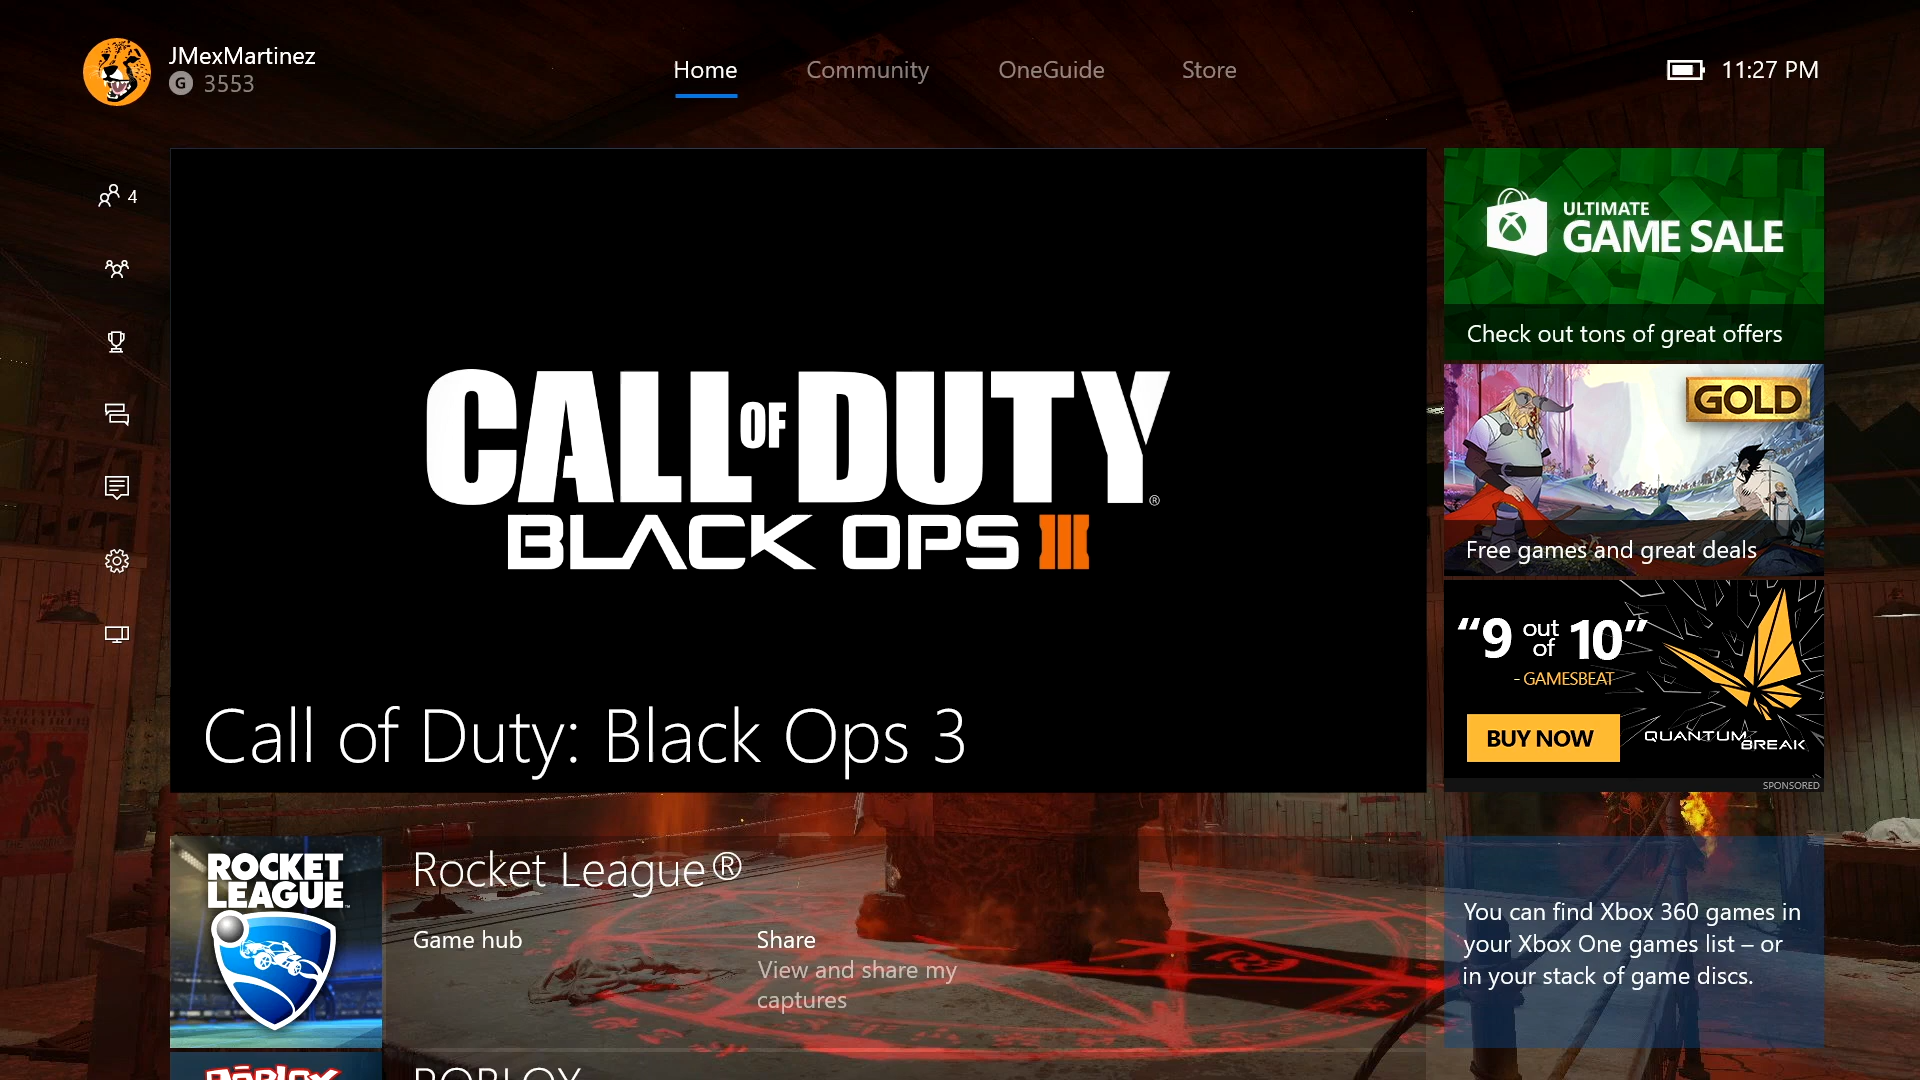 JMexMartinez
G 3553
Home
Community
OneGuide
Store
11:27 PM
4
CALL OF DUTY®
BLACK OPS III
Call of Duty: Black Ops 3
ULTIMATE
GAME SALE
Check out tons of great offers
GOLD
Free games and great deals
“9 out of 10”
- GAMESBEAT
BUY NOW
QUANTUM BREAK
SPONSORED
ROCKET
LEAGUE™
Rocket League®
Game hub
Share
View and share my
captures
You can find Xbox 360 games in
your Xbox One games list – or
in your stack of game discs.
ROBLOX
ROBLOX